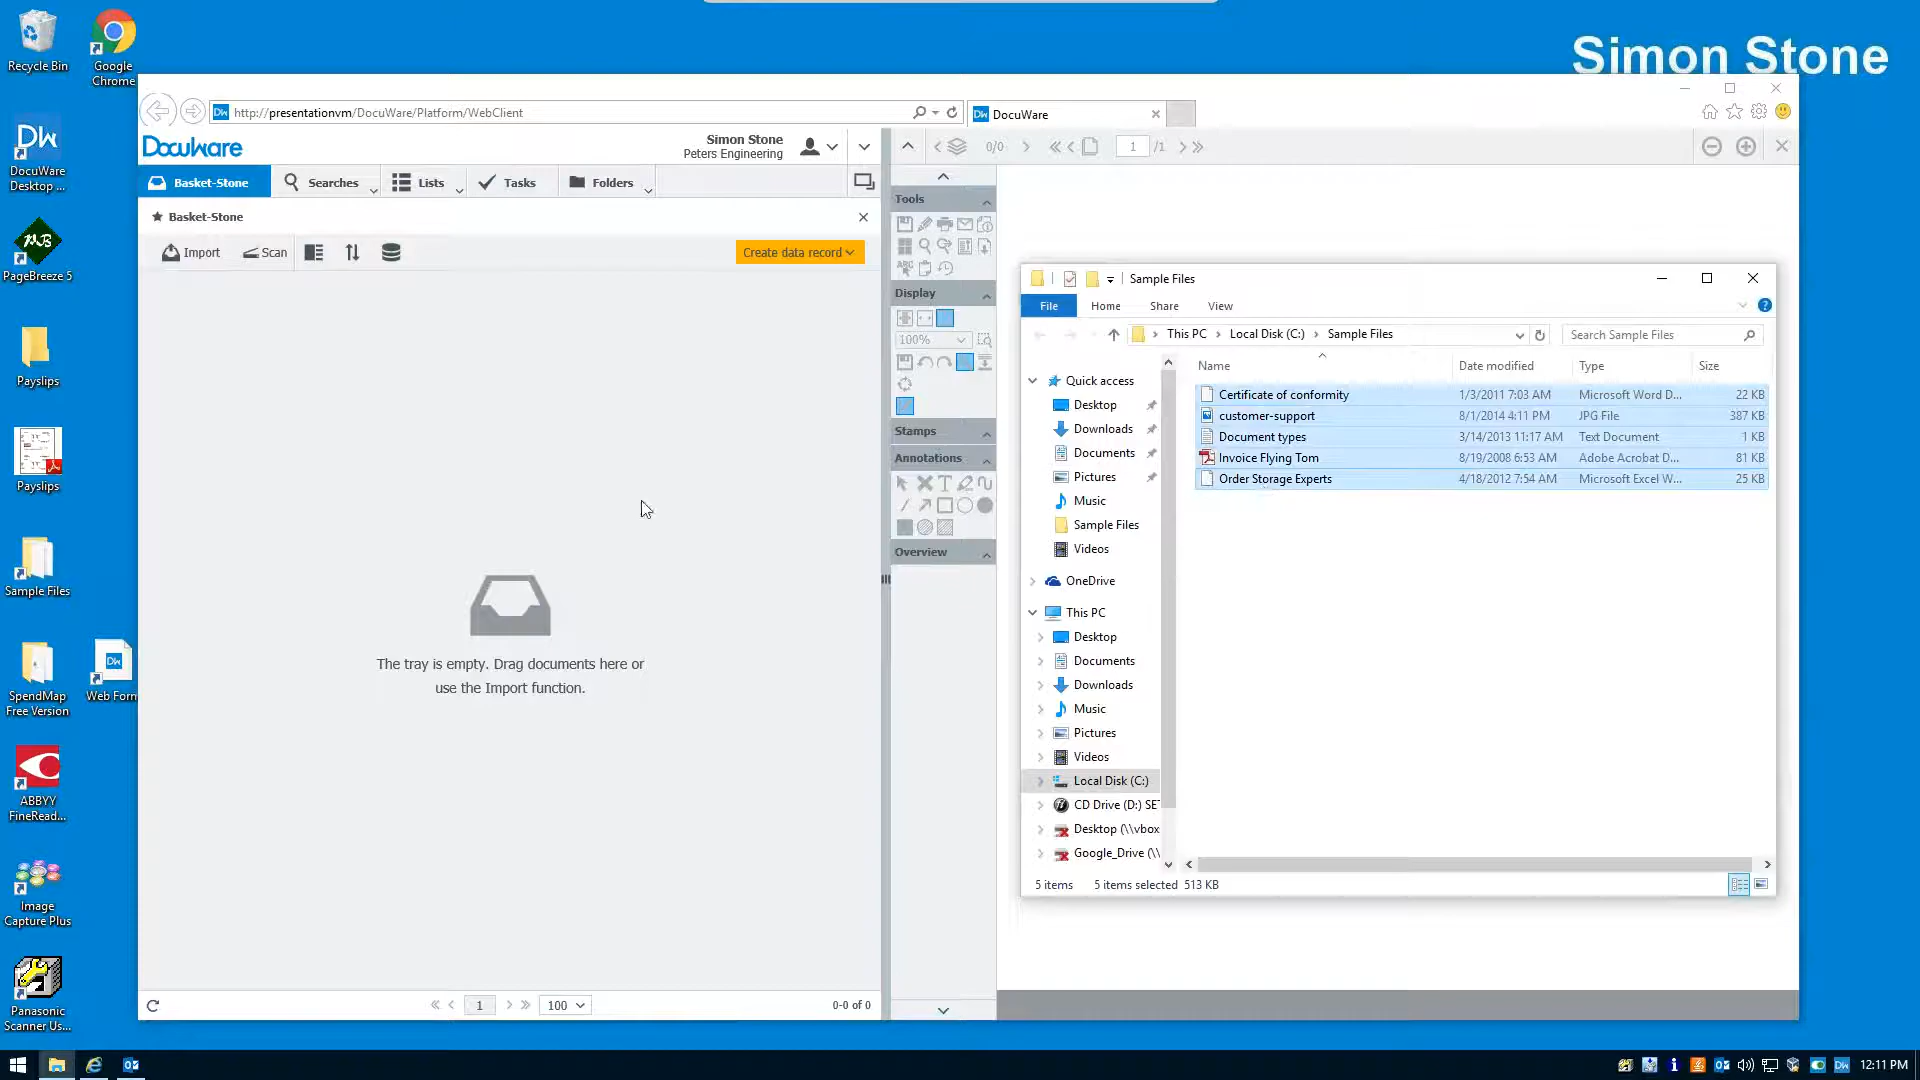 Simon Stone
Recycle Bin
Google
Chrome
DocuWare
Desktop ...
PageBreeze 5
Payslips
Payslips
Sample Files
SpendMap
Free Version
Web Form
ABBYY
FineRead...
Image
Capture Plus
Panasonic
Scanner Us...
http://presentationvm/DocuWare/Platform/WebClient
DocuWare
DocuWare
Simon Stone
Peters Engineering
0/0
1 /1
Basket-Stone
Searches
Lists
Tasks
Folders
Basket-Stone
Import
Scan
Create data record
The tray is empty. Drag documents here or
use the Import function.
1
100
0-0 of 0
Tools
Display
100%
Stamps
Annotations
Overview
Sample Files
File
Home
Share
View
This PC
Local Disk (C:)
Sample Files
Search Sample Files
Name
Date modified
Type
Size
Certificate of conformity 1/3/2011 7:03 AM Microsoft Word D... 22 KB
customer-support 8/1/2014 4:11 PM JPG File 387 KB
Document types 3/14/2013 11:17 AM Text Document 1 KB
Invoice Flying Tom 8/19/2008 6:53 AM Adobe Acrobat D... 81 KB
Order Storage Experts 4/18/2012 7:54 AM Microsoft Excel W... 25 KB
Quick access
Desktop
Downloads
Documents
Pictures
Music
Sample Files
Videos
OneDrive
This PC
Desktop
Documents
Downloads
Music
Pictures
Videos
Local Disk (C:)
CD Drive (D:) SET
Desktop (\\vbox
Google_Drive (\\
5 items
5 items selected 513 KB
12:11 PM